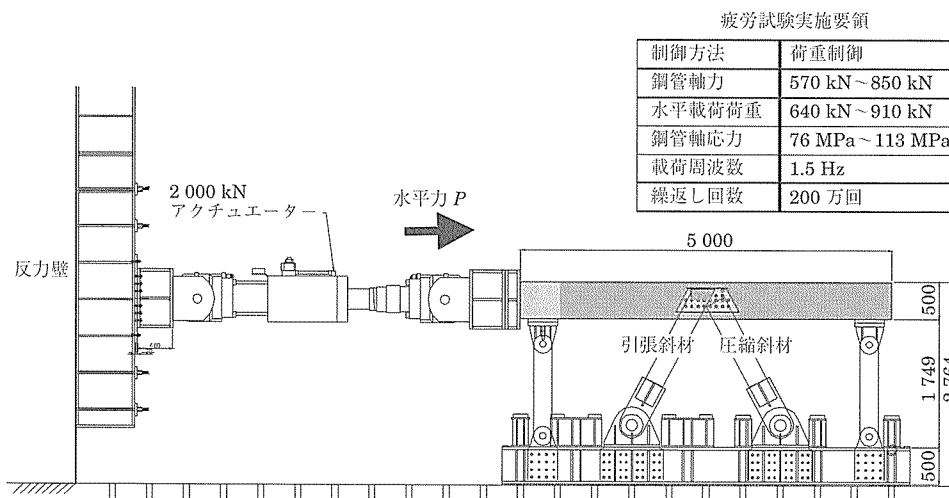 疲労試験実施要領
制御方法 荷重制御
鋼管軸力 570 kN～850 kN
水平載荷荷重 640 kN～910 kN
鋼管軸応力 76 MPa～113 MPa
載荷周波数 1.5 Hz
繰返し回数 200 万回
2 000 kN
アクチュエーター
水平力 P
反力壁
5 000
引張斜材
圧縮斜材
500
1 749
500